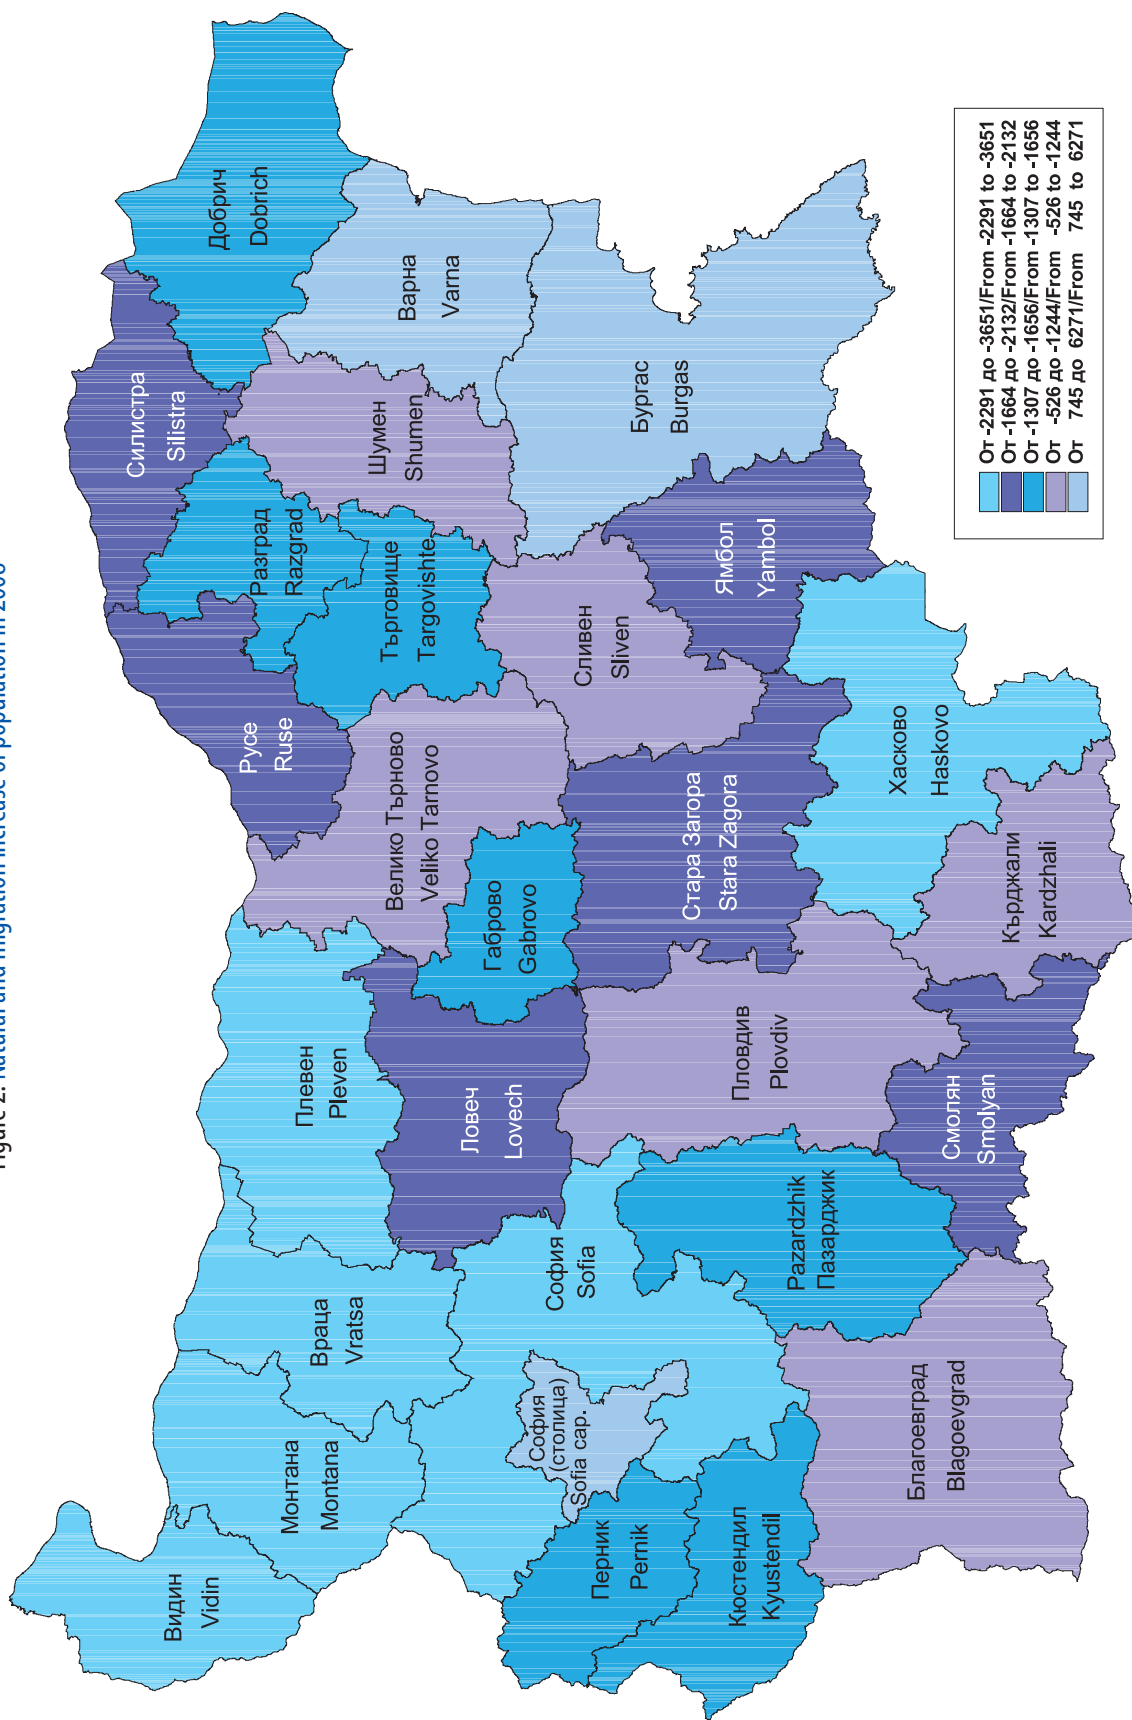 Figure 2. Natural and migration increase of population in 2006
Видин
Vidin
Монтана
Montana
Враца
Vratsa
Плевен
Pleven
Велико Търново
Veliko Tarnovo
Русе
Ruse
Разград
Razgrad
Силистра
Silistra
Добрич
Dobrich
Търговище
Targovishte
Шумен
Shumen
Варна
Varna
Ловеч
Lovech
Габрово
Gabrovo
София
Sofia
София
(столица)
Sofia cap.
Перник
Pernik
Кюстендил
Kyustendil
Благоевград
Blagoevgrad
Pazardzhik
Пазарджик
Пловдив
Plovdiv
Стара Загора
Stara Zagora
Сливен
Sliven
Ямбол
Yambol
Бургас
Burgas
Смолян
Smolyan
Кърджали
Kardzhali
Хасково
Haskovo
От -2291 до -3651/From -2291 to -3651
От -1664 до -2132/From -1664 to -2132
От -1307 до -1656/From -1307 to -1656
От -526 до -1244/From -526 to -1244
От 745 до 6271/From 745 to 6271